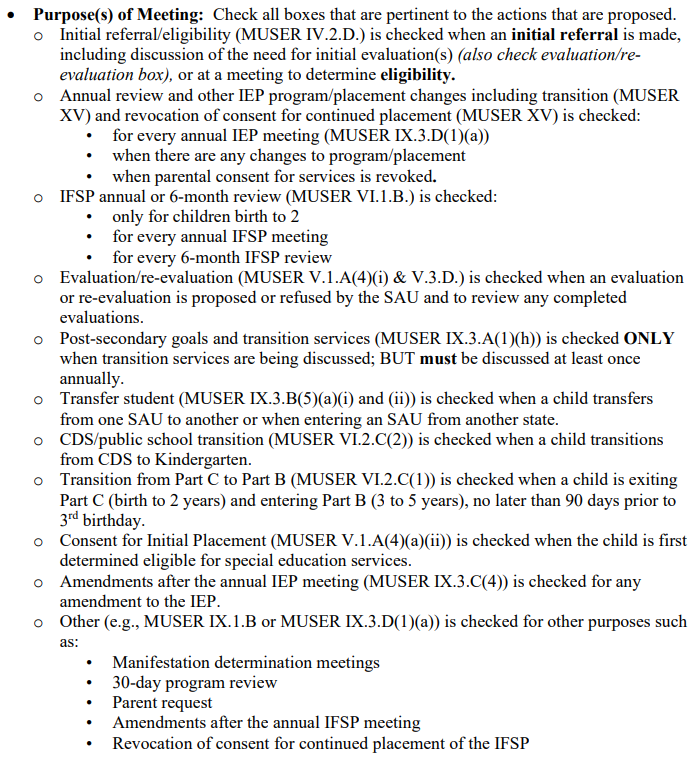 • Purpose(s) of Meeting: Check all boxes that are pertinent to the actions that are proposed.
o Initial referral/eligibility (MUSER IV.2.D.) is checked when an initial referral is made,
including discussion of the need for initial evaluation(s) (also check evaluation/re-
evaluation box), or at a meeting to determine eligibility.
o Annual review and other IEP program/placement changes including transition (MUSER
XV) and revocation of consent for continued placement (MUSER XV) is checked:
• for every annual IEP meeting (MUSER IX.3.D(1)(a))
• when there are any changes to program/placement
• when parental consent for services is revoked.
o IFSP annual or 6-month review (MUSER VI.1.B.) is checked:
• only for children birth to 2
• for every annual IFSP meeting
• for every 6-month IFSP review
o Evaluation/re-evaluation (MUSER V.1.A(4)(i) & V.3.D.) is checked when an evaluation
or re-evaluation is proposed or refused by the SAU and to review any completed
evaluations.
o Post-secondary goals and transition services (MUSER IX.3.A(1)(h)) is checked ONLY
when transition services are being discussed; BUT must be discussed at least once
annually.
o Transfer student (MUSER IX.3.B(5)(a)(i) and (ii)) is checked when a child transfers
from one SAU to another or when entering an SAU from another state.
o CDS/public school transition (MUSER VI.2.C(2)) is checked when a child transitions
from CDS to Kindergarten.
o Transition from Part C to Part B (MUSER VI.2.C(1)) is checked when a child is exiting
Part C (birth to 2 years) and entering Part B (3 to 5 years), no later than 90 days prior to
3rd birthday.
o Consent for Initial Placement (MUSER V.1.A(4)(a)(ii)) is checked when the child is first
determined eligible for special education services.
o Amendments after the annual IEP meeting (MUSER IX.3.C(4)) is checked for any
amendment to the IEP.
o Other (e.g., MUSER IX.1.B or MUSER IX.3.D(1)(a)) is checked for other purposes such
as:
• Manifestation determination meetings
• 30-day program review
• Parent request
• Amendments after the annual IFSP meeting
• Revocation of consent for continued placement of the IFSP